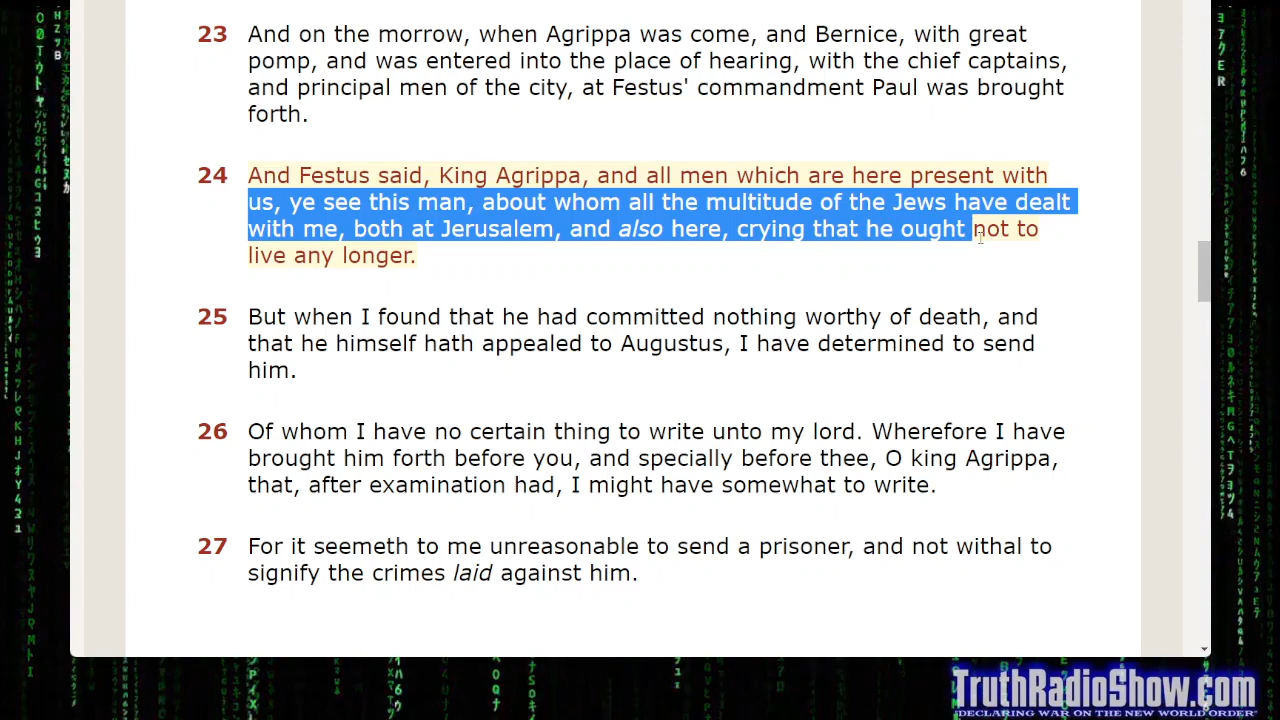 23 And on the morrow, when Agrippa was come, and Bernice, with great
pomp, and was entered into the place of hearing, with the chief captains,
and principal men of the city, at Festus' commandment Paul was brought
forth.
24 And Festus said, King Agrippa, and all men which are here present with
us, ye see this man, about whom all the multitude of the Jews have dealt
with me, both at Jerusalem, and also here, crying that he ought not to
live any longer.
25 But when I found that he had committed nothing worthy of death, and
that he himself hath appealed to Augustus, I have determined to send
him.
26 Of whom I have no certain thing to write unto my lord. Wherefore I have
brought him forth before you, and specially before thee, O king Agrippa,
that, after examination had, I might have somewhat to write.
27 For it seemeth to me unreasonable to send a prisoner, and not withal to
signify the crimes laid against him.
TruthRadioShow.com
"DECLARING WAR ON THE NEW WORLD ORDER"